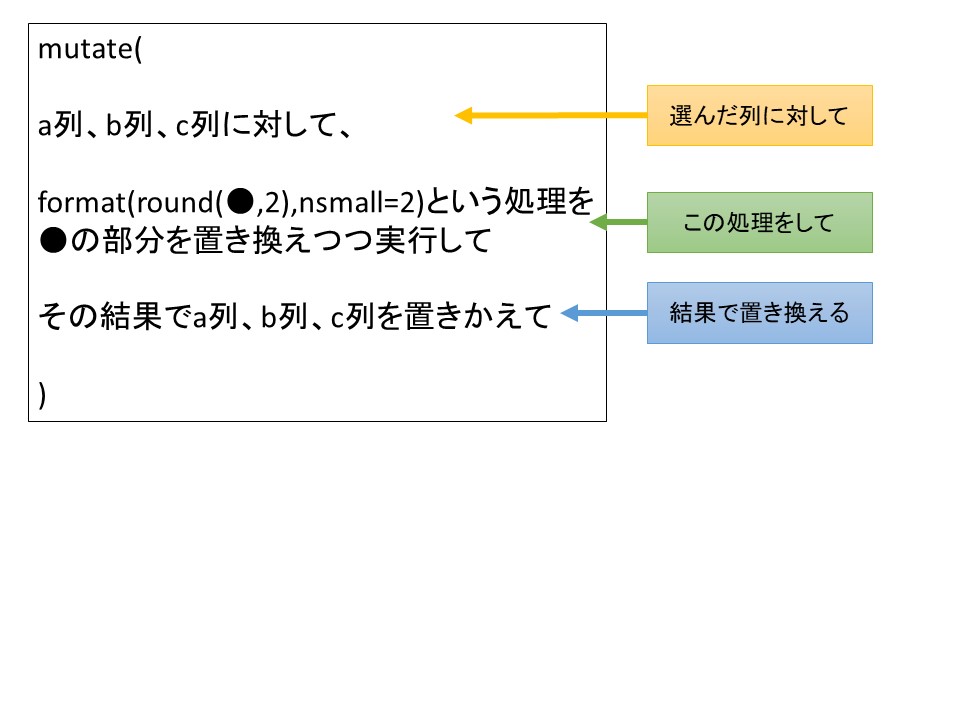 mutate(
a列、b列、c列に対して、
format(round(●,2),nsmall=2)という処理を
●の部分を置き換えつつ実行して
その結果でa列、b列、c列を置きかえて
)
選んだ列に対して
この処理をして
結果で置き換える